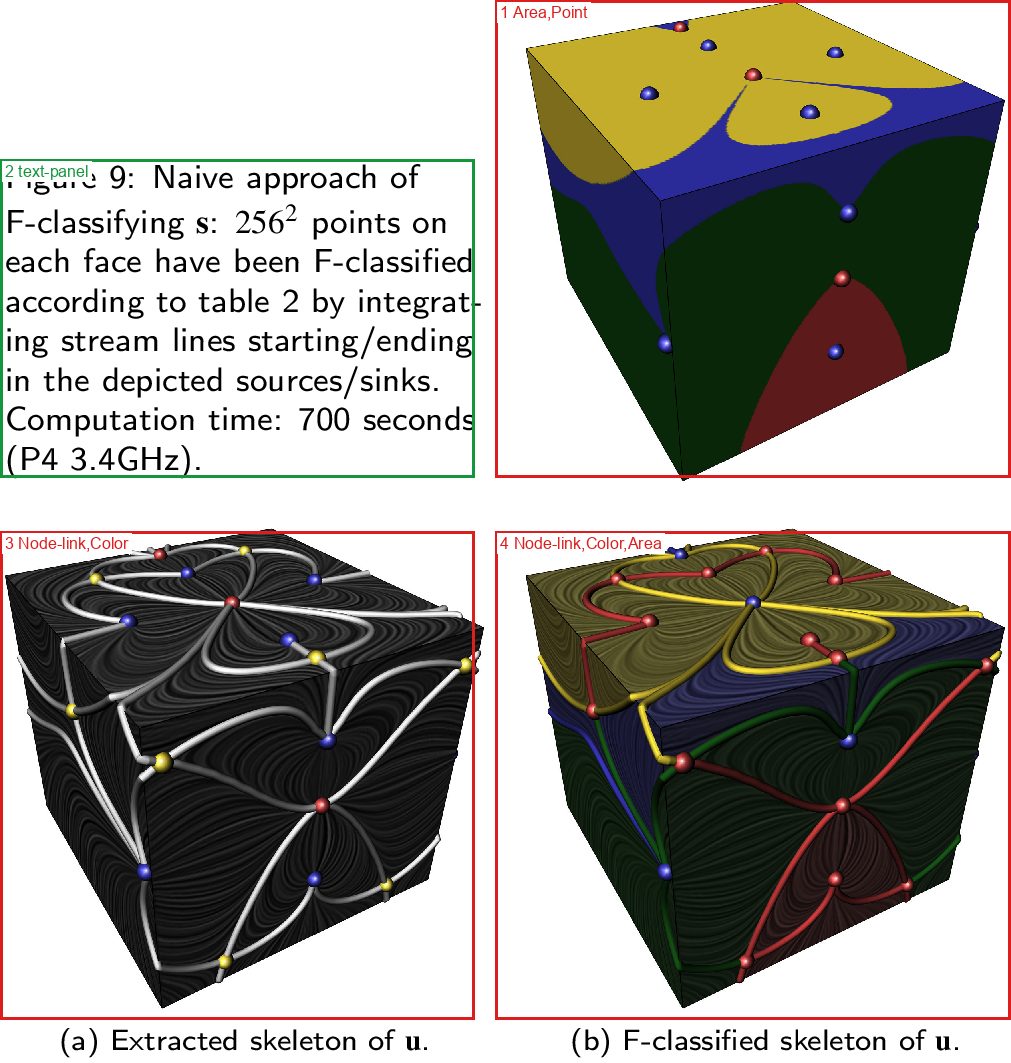 1 Area,Point
2 text-panel
Figure 9: Naive approach of
F-classifying s: 256² points on
each face have been F-classified
according to table 2 by integrat-
ing stream lines starting/ending
in the depicted sources/sinks.
Computation time: 700 seconds
(P4 3.4GHz).
3 Node-link,Color
4 Node-link,Color,Area
(a) Extracted skeleton of u.
(b) F-classified skeleton of u.